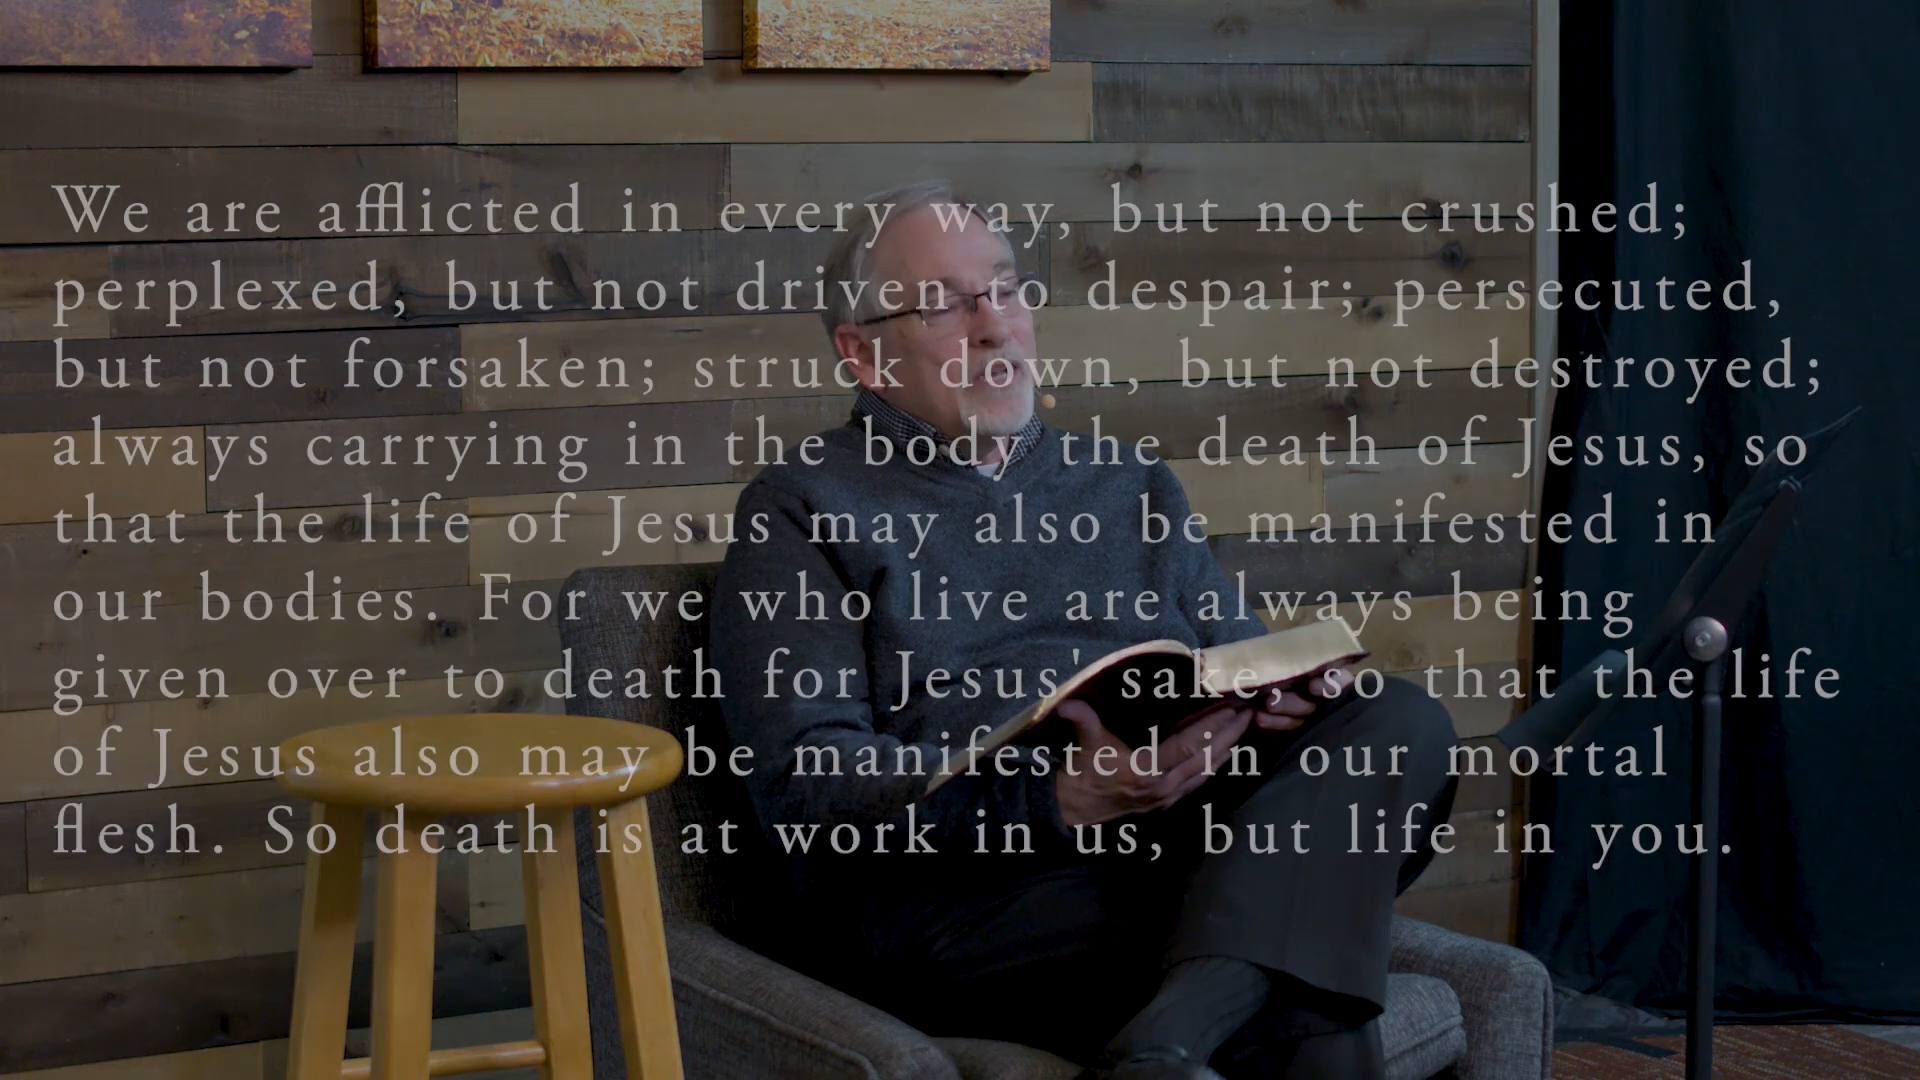 We are afflicted in every way, but not crushed;
perplexed, but not driven to despair; persecuted,
but not forsaken; struck down, but not destroyed;
always carrying in the body the death of Jesus, so
that the life of Jesus may also be manifested in
our bodies. For we who live are always being
given over to death for Jesus' sake, so that the life
of Jesus also may be manifested in our mortal
flesh. So death is at work in us, but life in you.